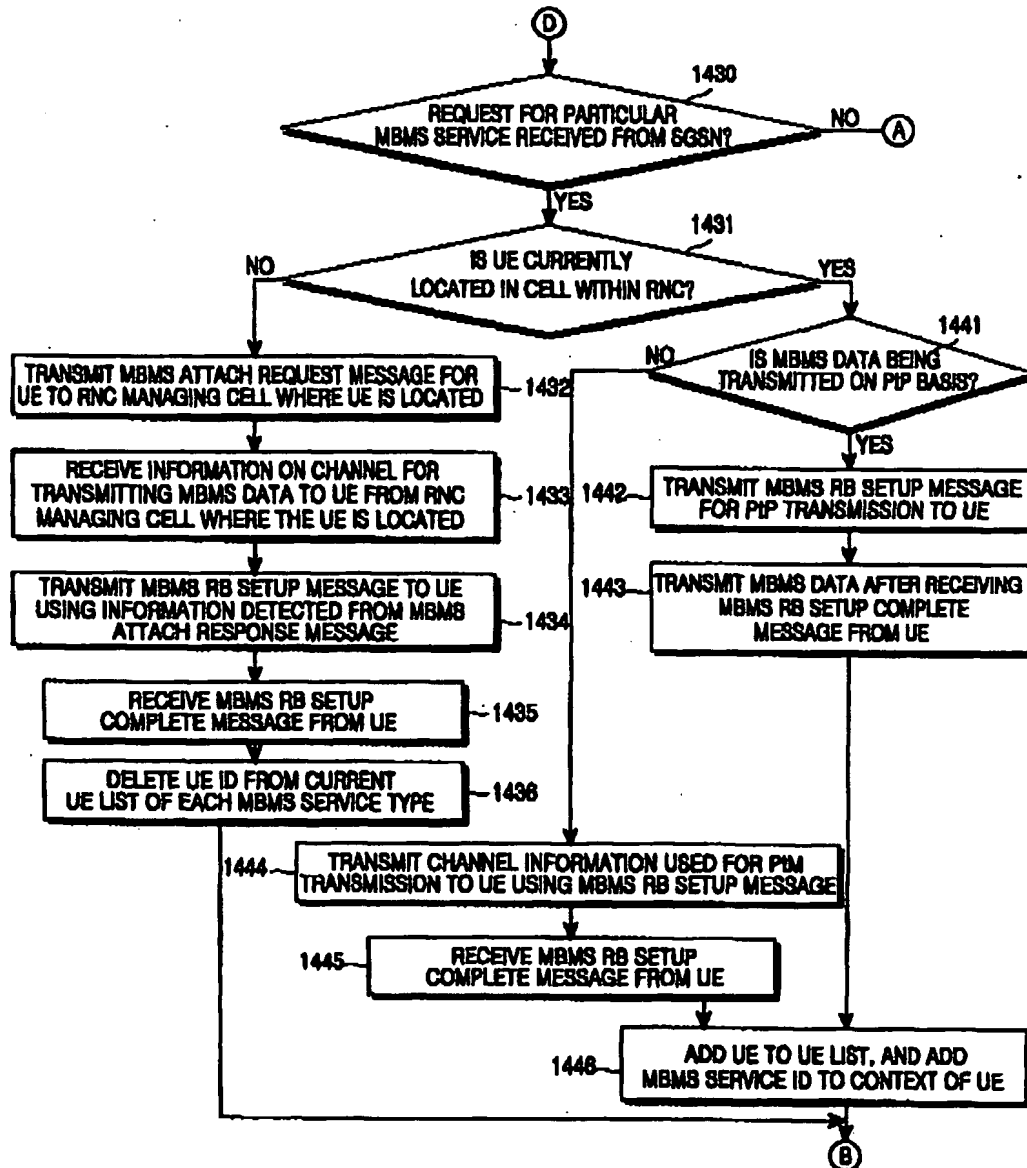 D
1430
REQUEST FOR PARTICULAR
MBMS SERVICE RECEIVED FROM SGSN?
NO
A
YES
1431
IS UE CURRENTLY
LOCATED IN CELL WITHIN RNC?
NO
YES
1441
IS MBMS DATA BEING
TRANSMITTED ON PtP BASIS?
NO
YES
TRANSMIT MBMS ATTACH REQUEST MESSAGE FOR
UE TO RNC MANAGING CELL WHERE UE IS LOCATED
1432
RECEIVE INFORMATION ON CHANNEL FOR
TRANSMITTING MBMS DATA TO UE FROM RNC
MANAGING CELL WHERE THE UE IS LOCATED
1433
1442
TRANSMIT MBMS RB SETUP MESSAGE
FOR PtP TRANSMISSION TO UE
TRANSMIT MBMS RB SETUP MESSAGE TO UE
USING INFORMATION DETECTED FROM MBMS
ATTACH RESPONSE MESSAGE
1434
1443
TRANSMIT MBMS DATA AFTER RECEIVING
MBMS RB SETUP COMPLETE
MESSAGE FROM UE
RECEIVE MBMS RB SETUP
COMPLETE MESSAGE FROM UE
1435
DELETE UE ID FROM CURRENT
UE LIST OF EACH MBMS SERVICE TYPE
1436
1444
TRANSMIT CHANNEL INFORMATION USED FOR PtM
TRANSMISSION TO UE USING MBMS RB SETUP MESSAGE
1445
RECEIVE MBMS RB SETUP
COMPLETE MESSAGE FROM UE
1446
ADD UE TO UE LIST, AND ADD
MBMS SERVICE ID TO CONTEXT OF UE
B